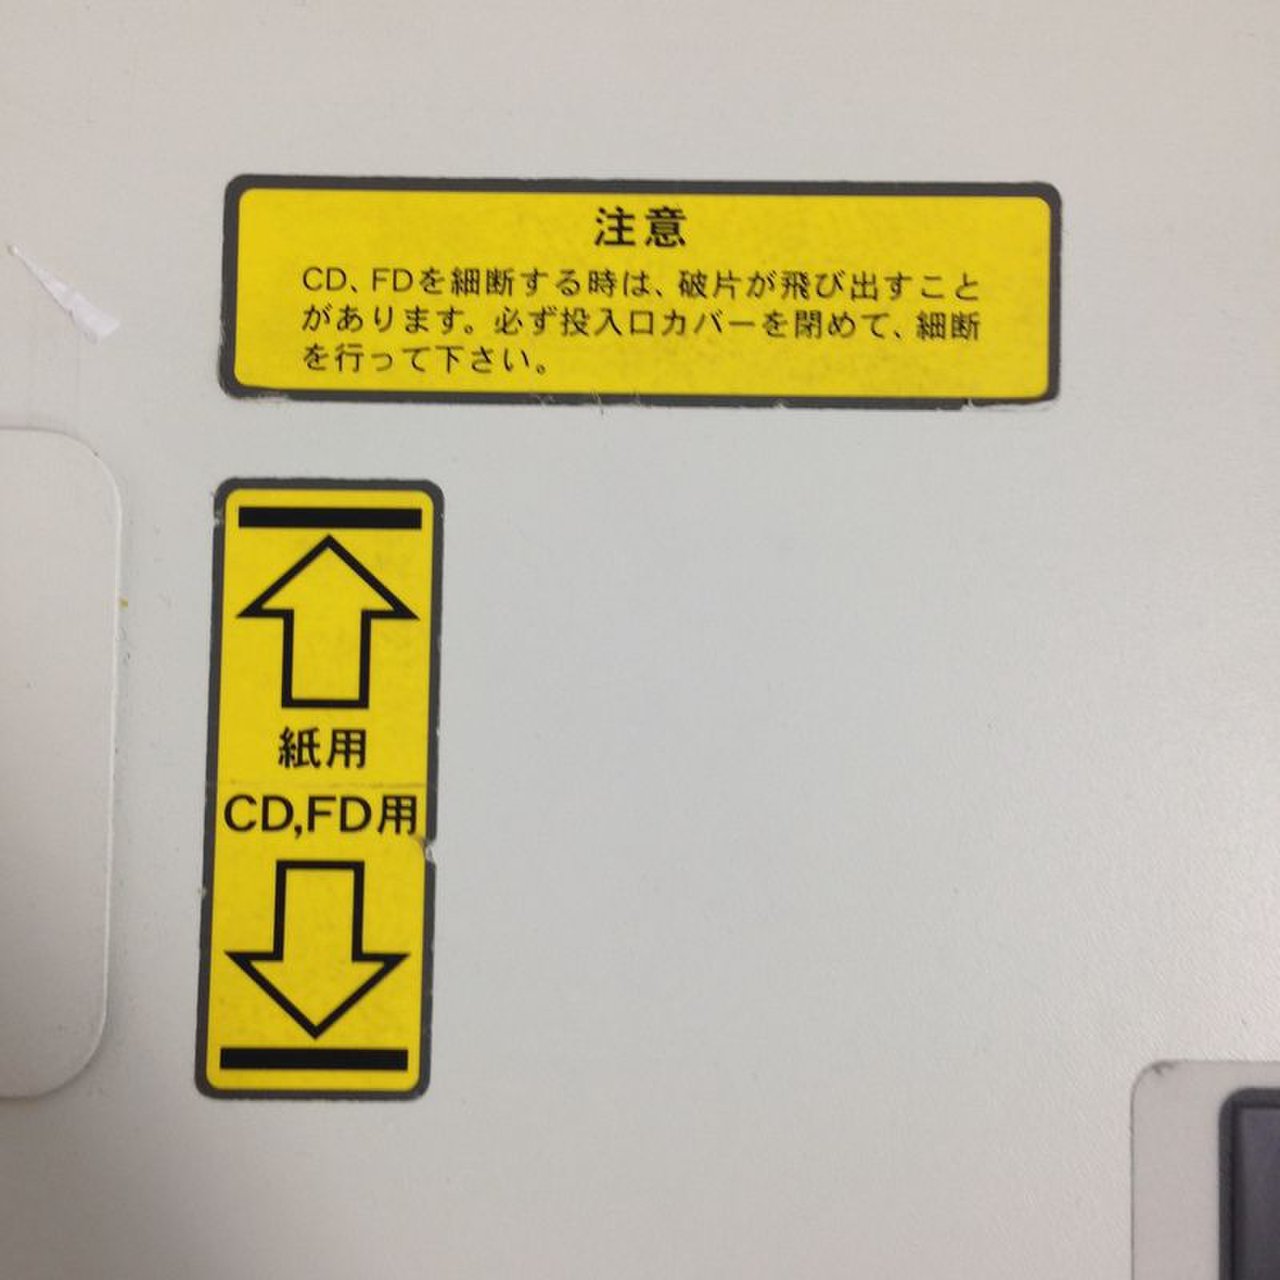 注意
CD、FDを細断する時は、破片が飛び出すこと
があります。必ず投入口カバーを閉めて、細断
を行って下さい。
紙用
CD,FD用